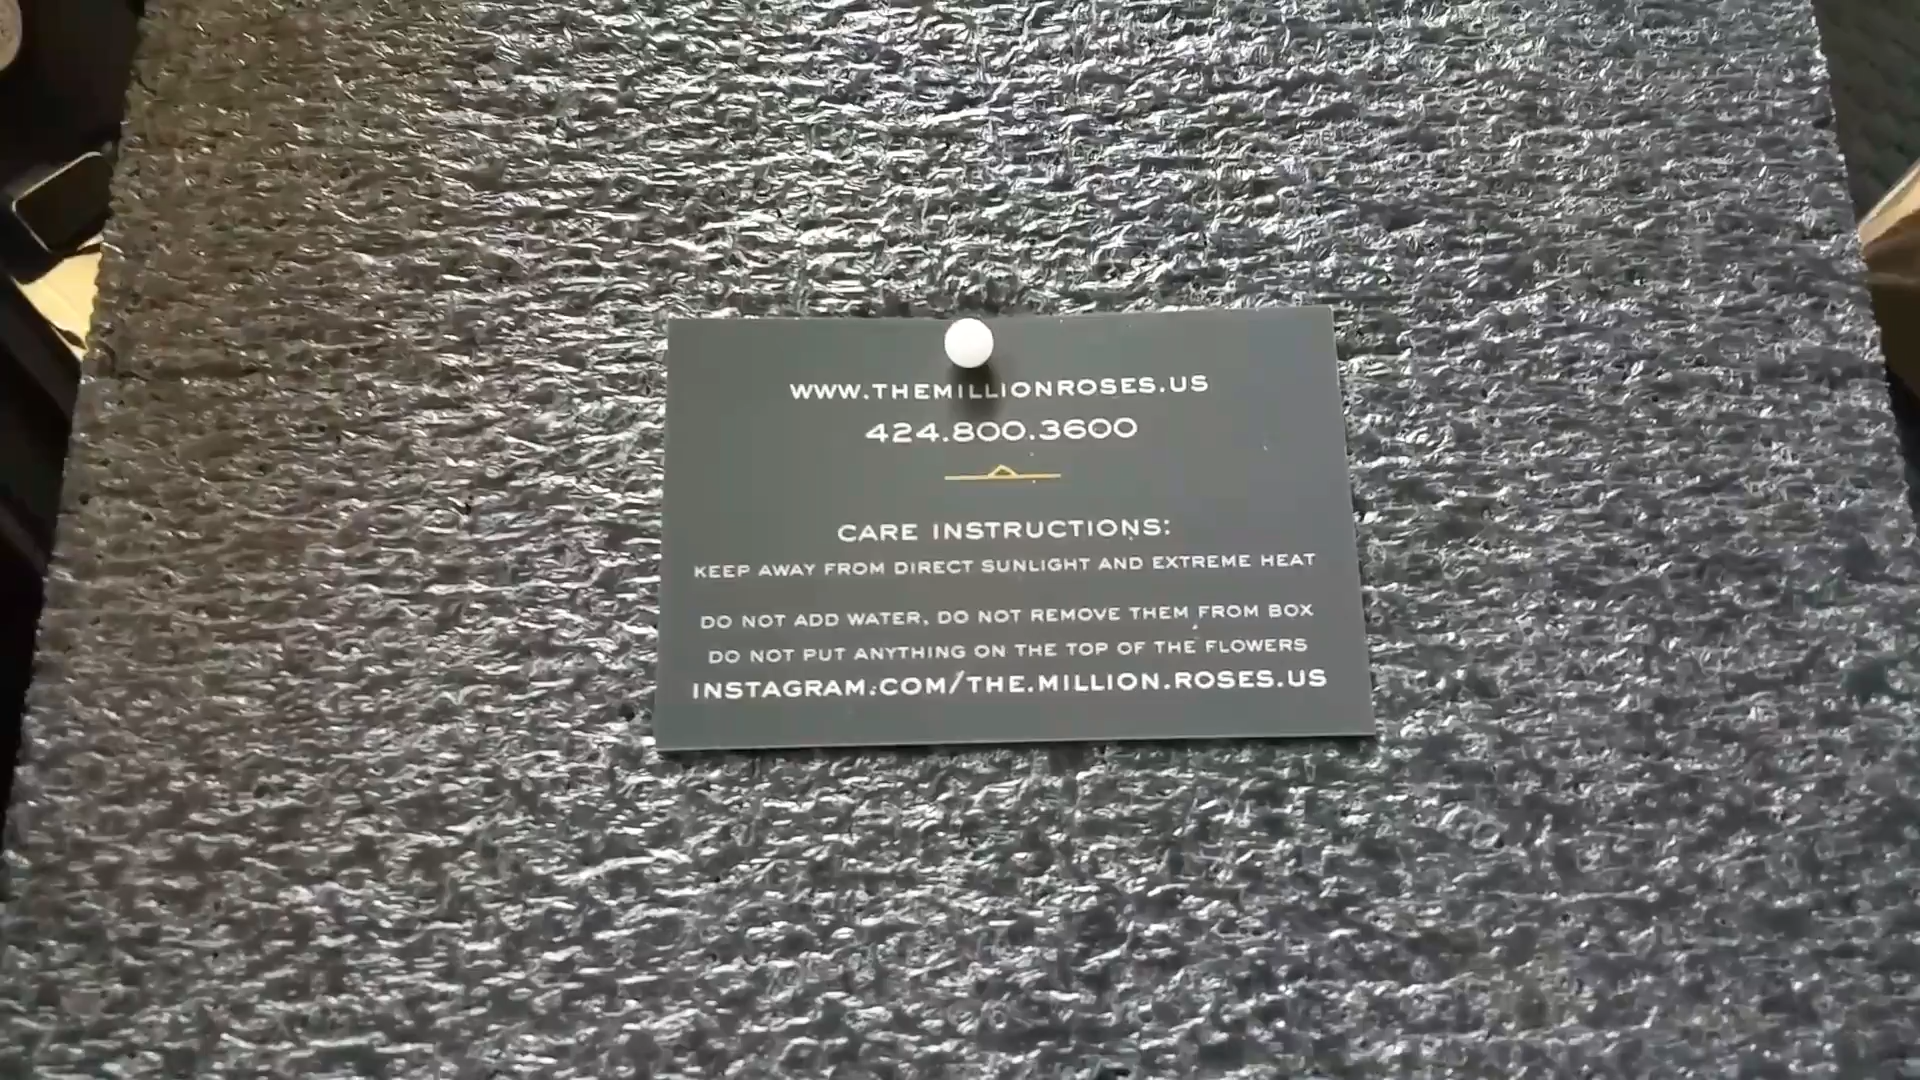 WWW.THEMILLIONROSES.US
424.800.3600
CARE INSTRUCTIONS:
KEEP AWAY FROM DIRECT SUNLIGHT AND EXTREME HEAT
DO NOT ADD WATER, DO NOT REMOVE THEM FROM BOX
DO NOT PUT ANYTHING ON THE TOP OF THE FLOWERS
INSTAGRAM.COM/THE.MILLION.ROSES.US